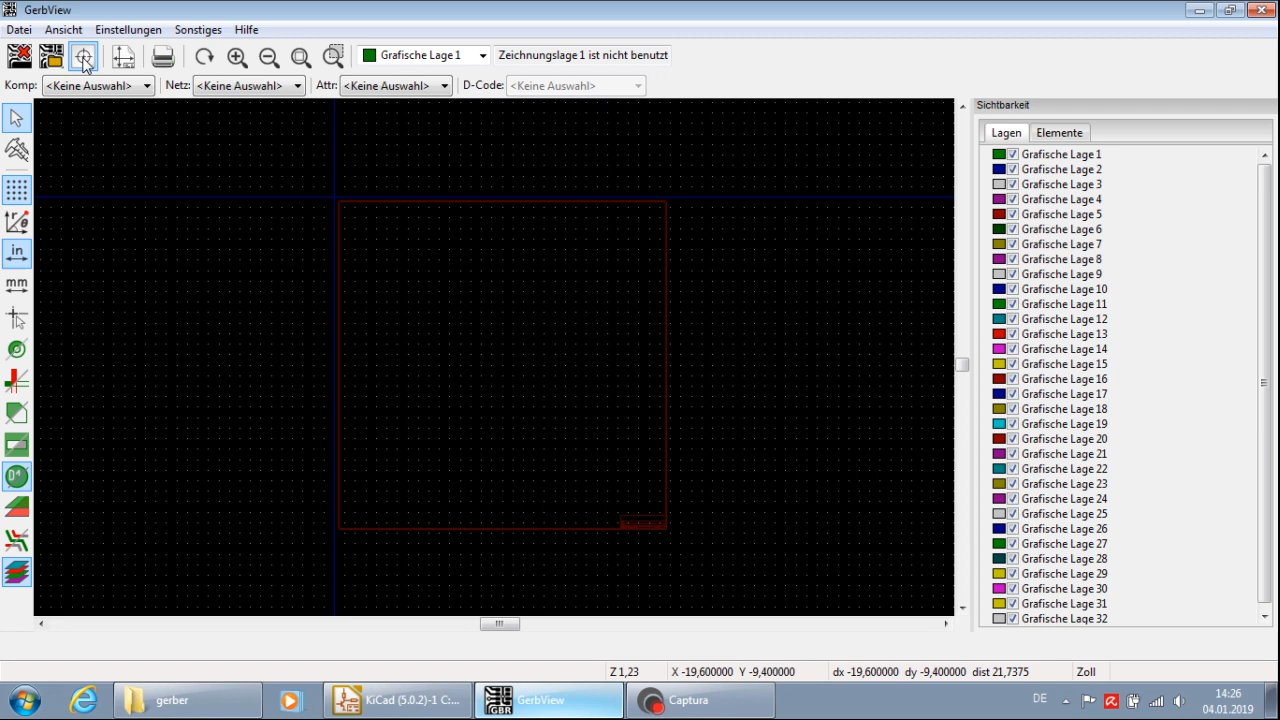 GerbView
Datei Ansicht Einstellungen Sonstiges Hilfe
Grafische Lage 1 Zeichnungslage 1 ist nicht benutzt
Komp: <Keine Auswahl> Netz: <Keine Auswahl> Attr: <Keine Auswahl> D-Code: <Keine Auswahl>
Sichtbarkeit
Lagen Elemente
in
mm
Grafische Lage 1
Grafische Lage 2
Grafische Lage 3
Grafische Lage 4
Grafische Lage 5
Grafische Lage 6
Grafische Lage 7
Grafische Lage 8
Grafische Lage 9
Grafische Lage 10
Grafische Lage 11
Grafische Lage 12
Grafische Lage 13
Grafische Lage 14
Grafische Lage 15
Grafische Lage 16
Grafische Lage 17
Grafische Lage 18
Grafische Lage 19
Grafische Lage 20
Grafische Lage 21
Grafische Lage 22
Grafische Lage 23
Grafische Lage 24
Grafische Lage 25
Grafische Lage 26
Grafische Lage 27
Grafische Lage 28
Grafische Lage 29
Grafische Lage 30
Grafische Lage 31
Grafische Lage 32
Z 1,23 X -19,600000 Y -9,400000 dx -19,600000 dy -9,400000 dist 21,7375 Zoll
gerber KiCad (5.0.2)-1 C:... GBR GerbView Captura DE 14:26
04.01.2019